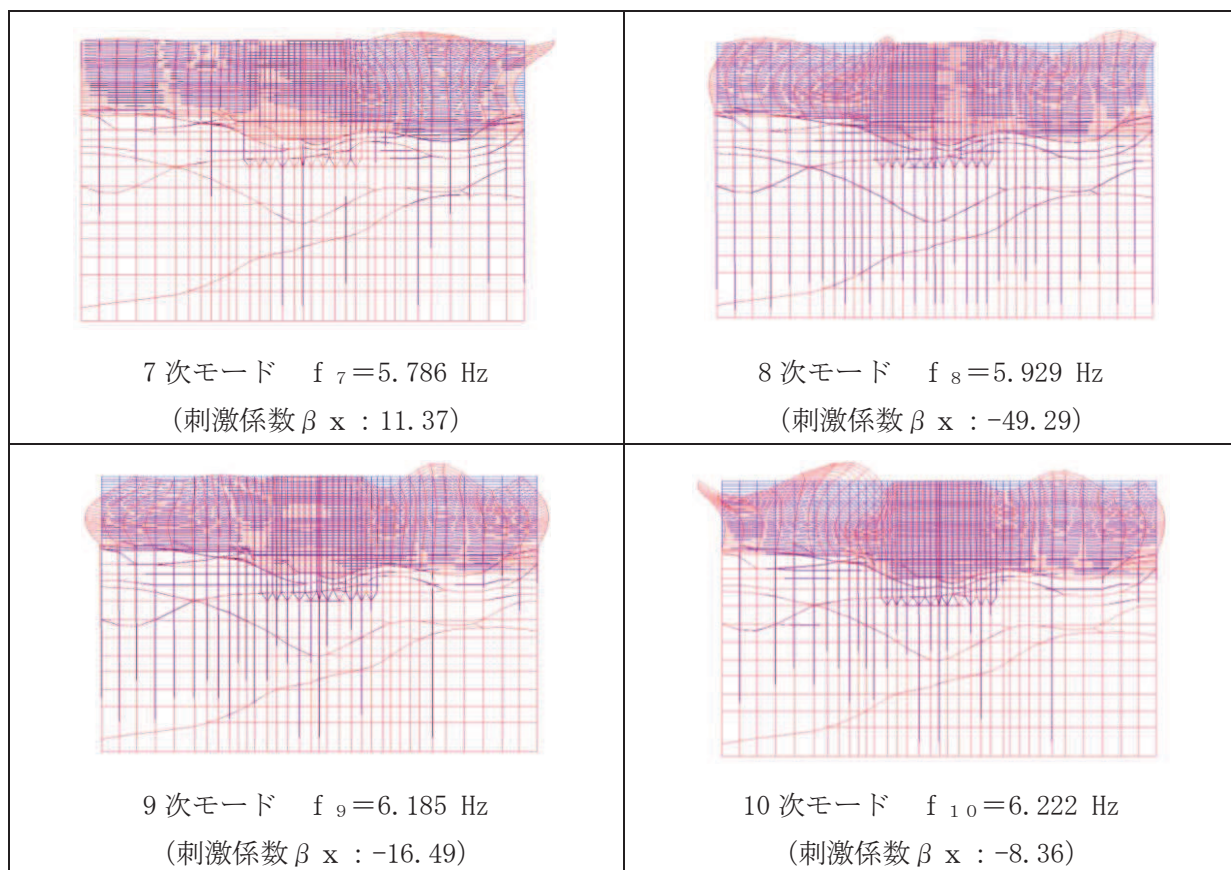 7 次モード f ₇=5.786 Hz
(刺激係数β x :11.37)
8 次モード f ₈=5.929 Hz
(刺激係数β x :-49.29)
9 次モード f ₉=6.185 Hz
(刺激係数β x :-16.49)
10 次モード f ₁₀=6.222 Hz
(刺激係数β x :-8.36)